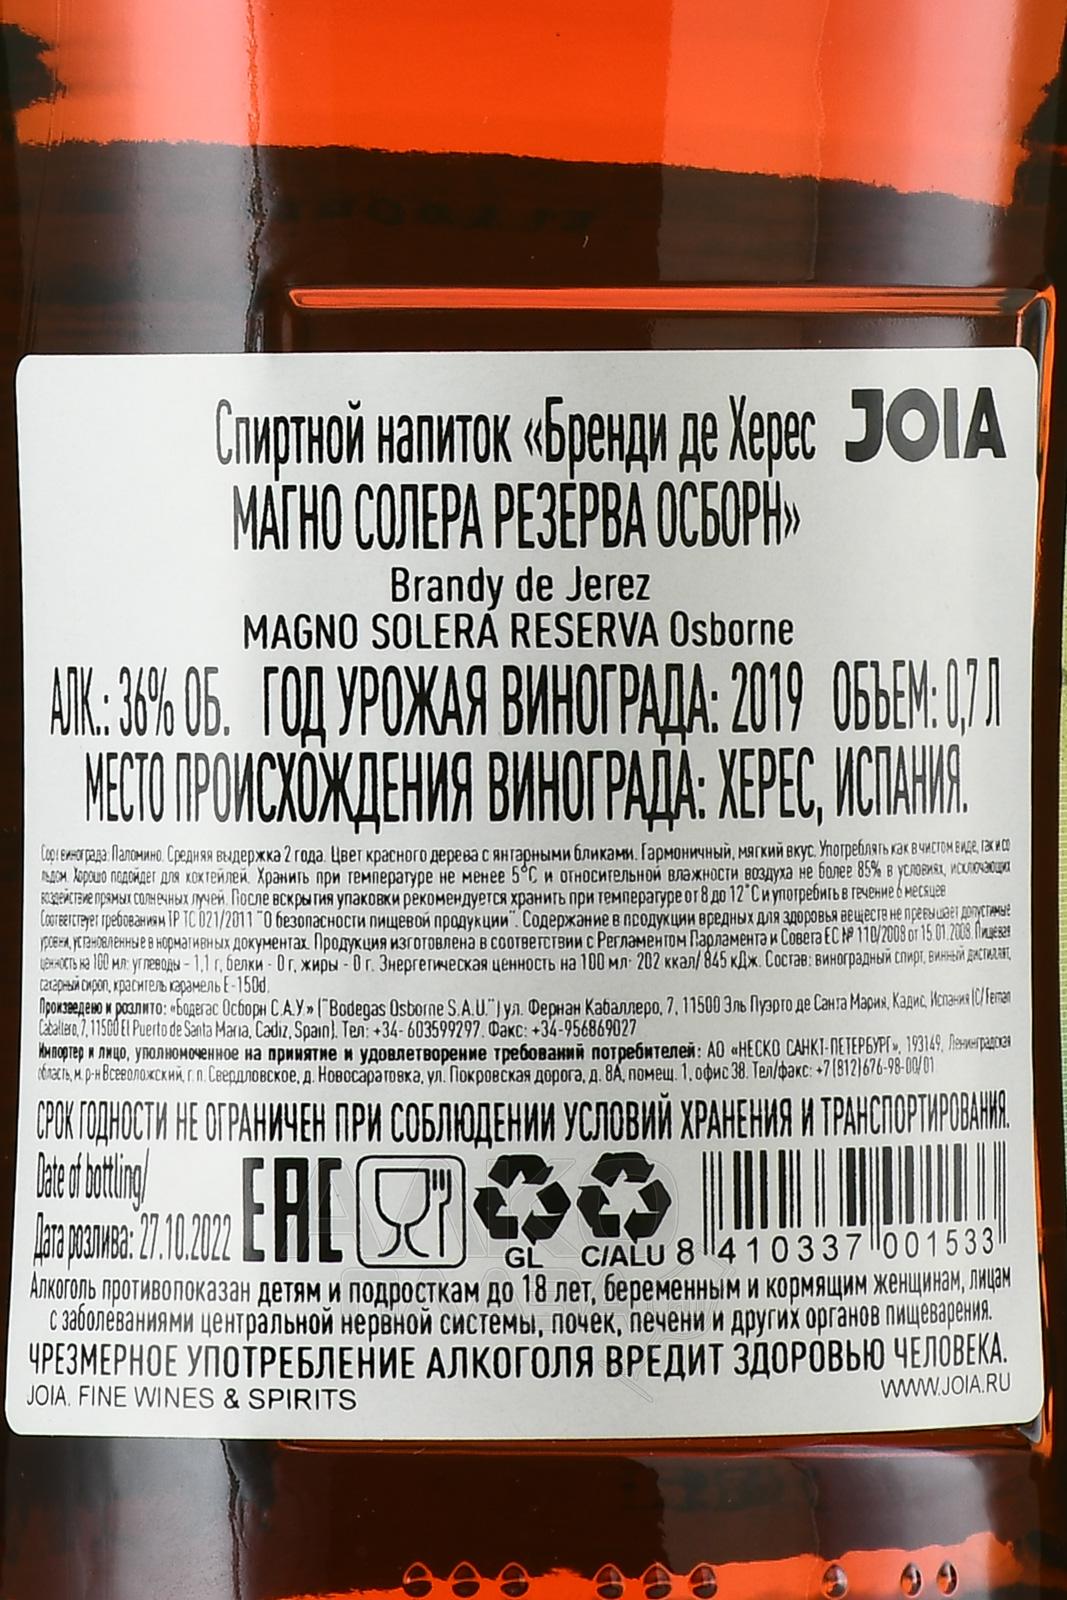 Спиртной напиток «Бренди де Херес JOIA
МАГНО СОЛЕРА РЕЗЕРВА ОСБОРН»
Brandy de Jerez
MAGNO SOLERA RESERVA Osborne
АЛК.: 36% ОБ. ГОД УРОЖАЯ ВИНОГРАДА: 2019 ОБЪЕМ: 0,7 Л
МЕСТО ПРОИСХОЖДЕНИЯ ВИНОГРАДА: ХЕРЕС, ИСПАНИЯ.
Сорт винограда: Паломино. Средняя выдержка 2 года. Цвет красного дерева с янтарными бликами. Гармоничный, мягкий вкус. Употреблять как в чистом виде, так и со
льдом. Хорошо подойдет для коктейлей. Хранить при температуре не менее 5°С и относительной влажности воздуха не более 85% в условиях, исключающих
воздействие прямых солнечных лучей. После вскрытия упаковки рекомендуется хранить при температуре от 8 до 12°С и употребить в течение 6 месяцев
Соответствует требованиям ТР ТС 021/2011 "О безопасности пищевой продукции". Содержание в продукции вредных для здоровья веществ не превышает допустимые
уровни, установленные в нормативных документах. Продукция изготовлена в соответствии с Регламентом Парламента и Совета ЕС № 110/2008 от 15.01.2008. Пищевая
ценность на 100 мл: углеводы - 1,1 г, белки - 0 г, жиры - 0 г. Энергетическая ценность на 100 мл: 202 ккал/ 845 кДж. Состав: виноградный спирт, винный дистиллят,
сахарный сироп, краситель карамель Е-150d.
Произведено и розлито: «Бодегас Осборн С.А.У.» ("Bodegas Osborne S.A.U.") ул. Фернан Кабаллеро, 7, 11500 Эль Пуэрто де Санта Мария, Кадис, Испания (C/ Fernan
Caballero, 7, 11500 El Puerto de Santa Maria, Cadiz, Spain). Тел: +34- 603599297. Факс: +34-956869027
Импортер и лицо, уполномоченное на принятие и удовлетворение требований потребителей: АО «НЕСКО САНКТ-ПЕТЕРБУРГ», 193149, Ленинградская
область, м. р-н Всеволожский, г. п. Свердловское, д. Новосаратовка, ул. Покровская дорога, д. 8А, помещ. 1, офис 38. Тел/факс: +7 (812) 676-98-00/01
СРОК ГОДНОСТИ НЕ ОГРАНИЧЕН ПРИ СОБЛЮДЕНИИ УСЛОВИЙ ХРАНЕНИЯ И ТРАНСПОРТИРОВАНИЯ.
Date of bottling/
Дата розлива: 27.10.2022 EAC GL C/ALU 8 410337 001533
Алкоголь противопоказан детям и подросткам до 18 лет, беременным и кормящим женщинам, лицам
с заболеваниями центральной нервной системы, почек, печени и других органов пищеварения.
ЧРЕЗМЕРНОЕ УПОТРЕБЛЕНИЕ АЛКОГОЛЯ ВРЕДИТ ЗДОРОВЬЮ ЧЕЛОВЕКА.
JOIA. FINE WINES & SPIRITS WWW.JOIA.RU